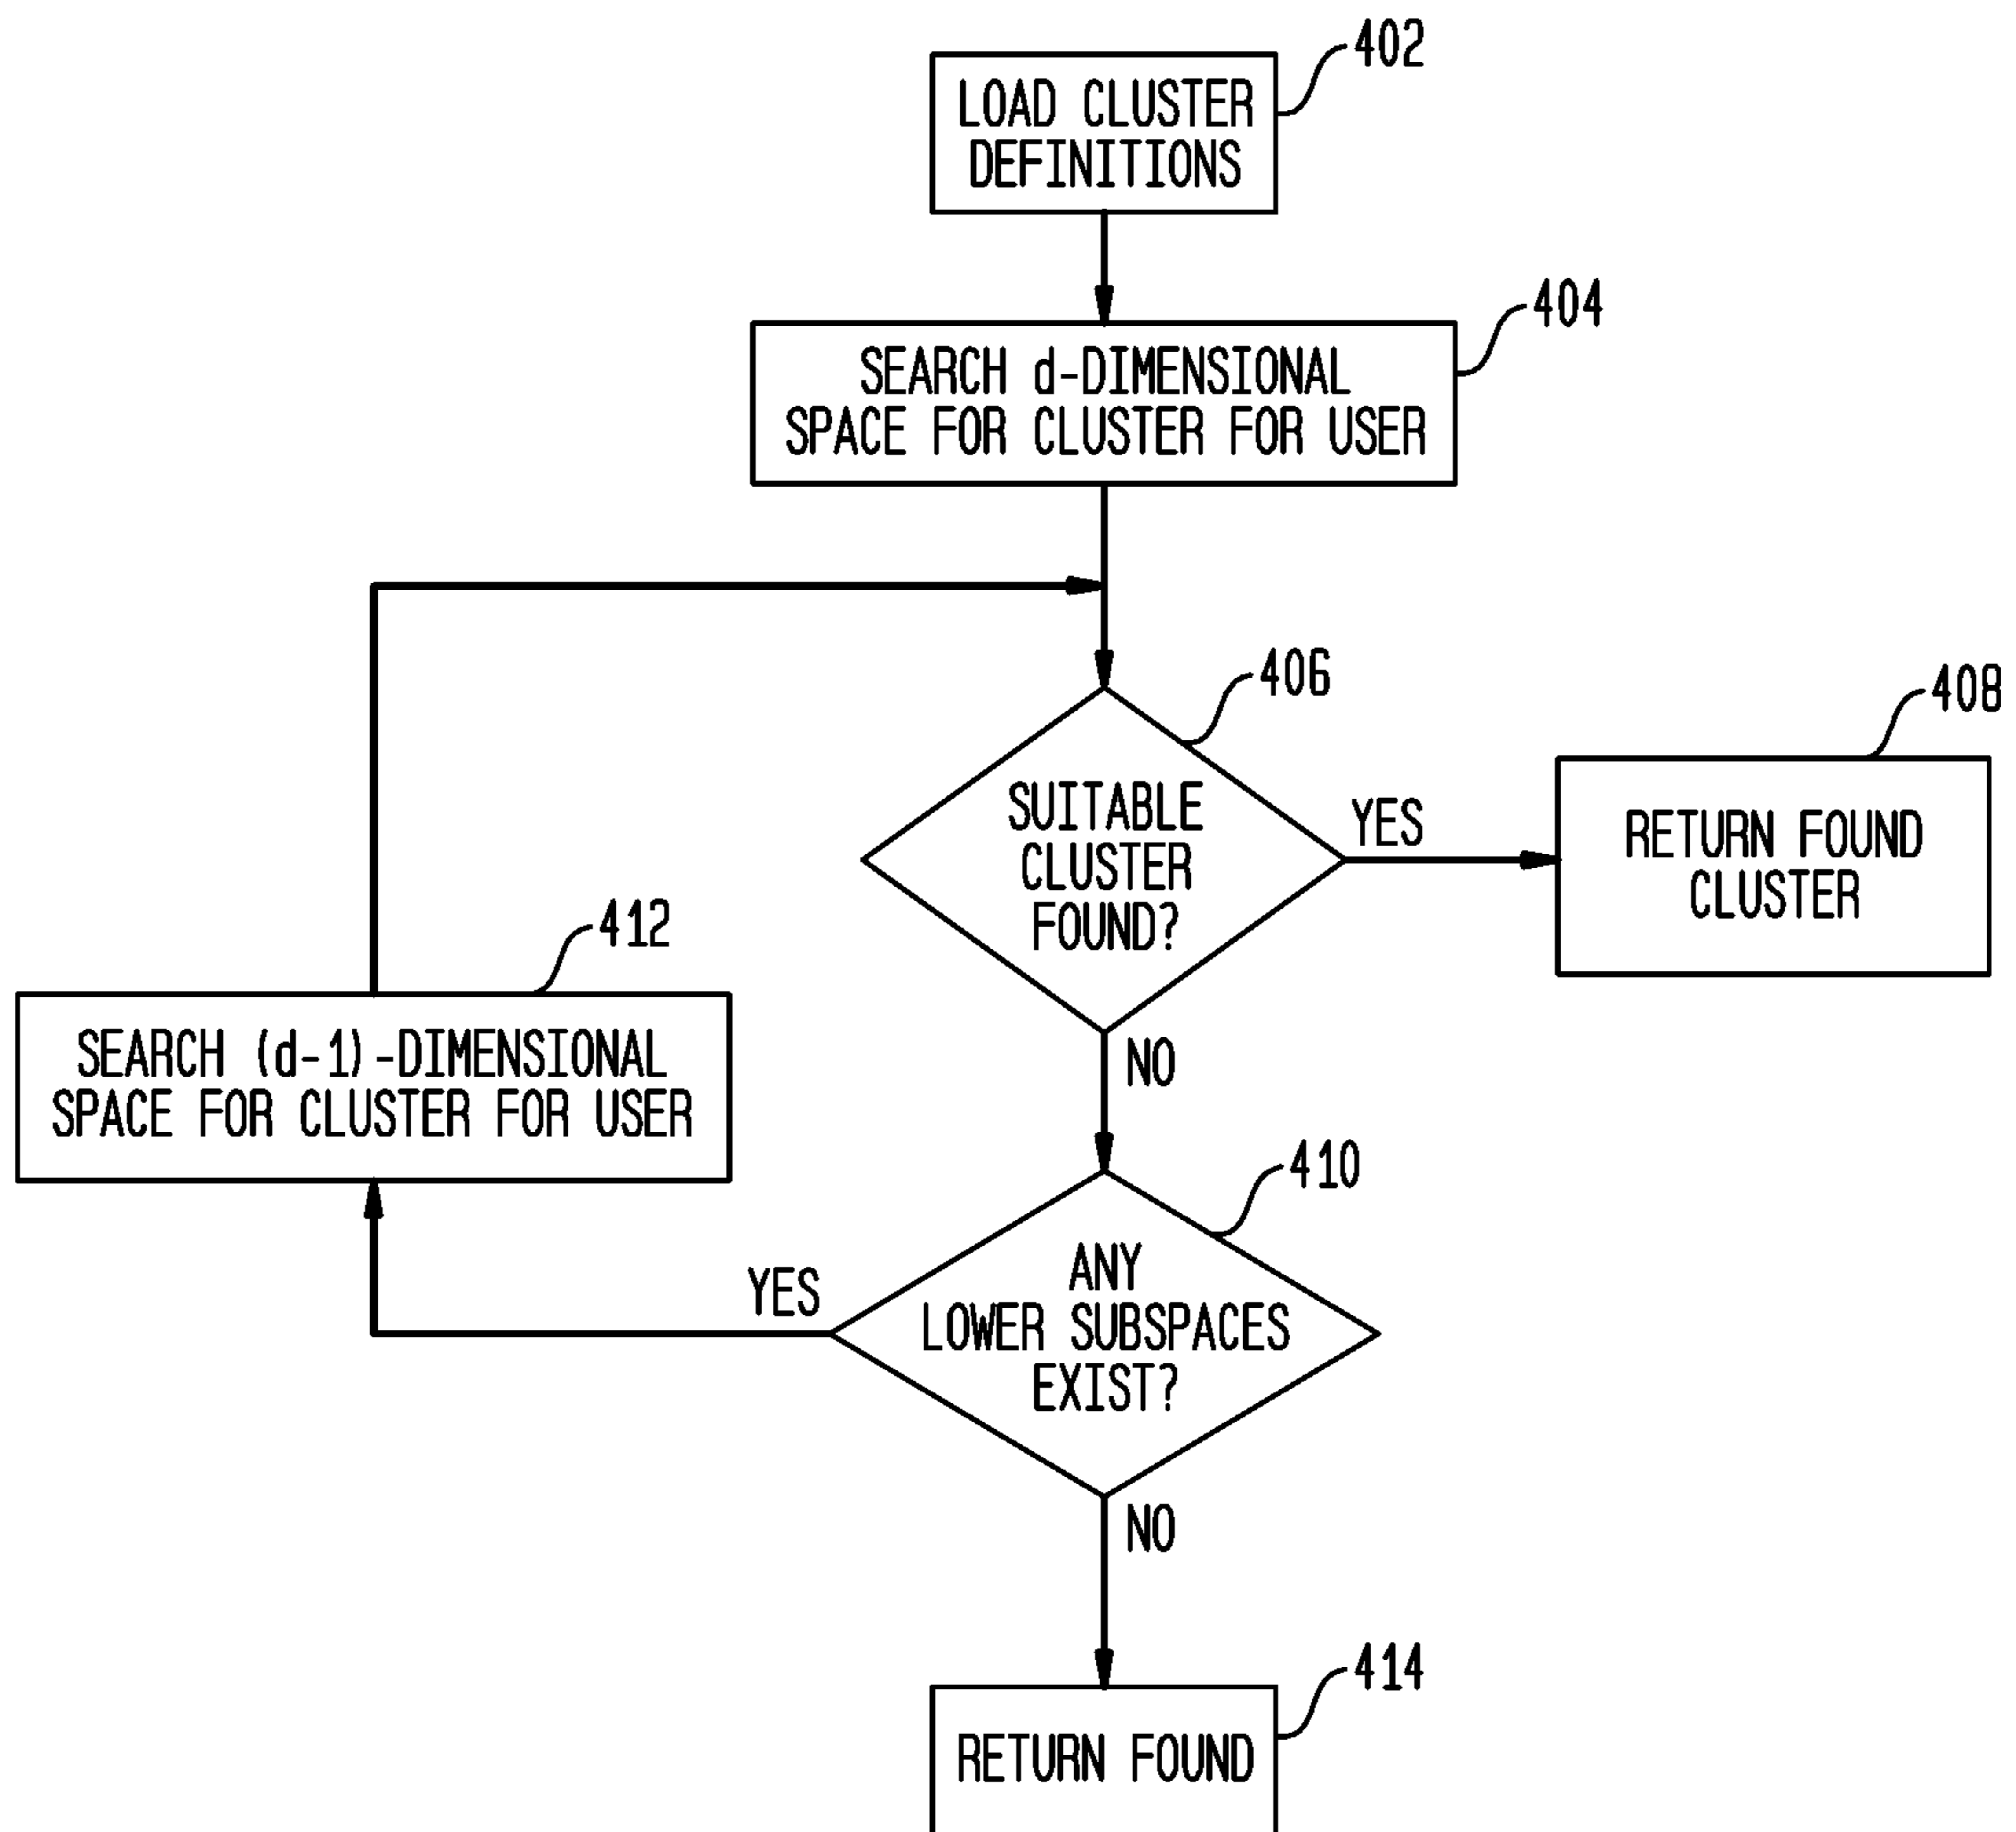 402
LOAD CLUSTER
DEFINITIONS
404
SEARCH d-DIMENSIONAL
SPACE FOR CLUSTER FOR USER
406
SUITABLE
CLUSTER
FOUND?
YES
408
RETURN FOUND
CLUSTER
412
SEARCH (d-1)-DIMENSIONAL
SPACE FOR CLUSTER FOR USER
NO
410
ANY
LOWER SUBSPACES
EXIST?
YES
NO
414
RETURN FOUND